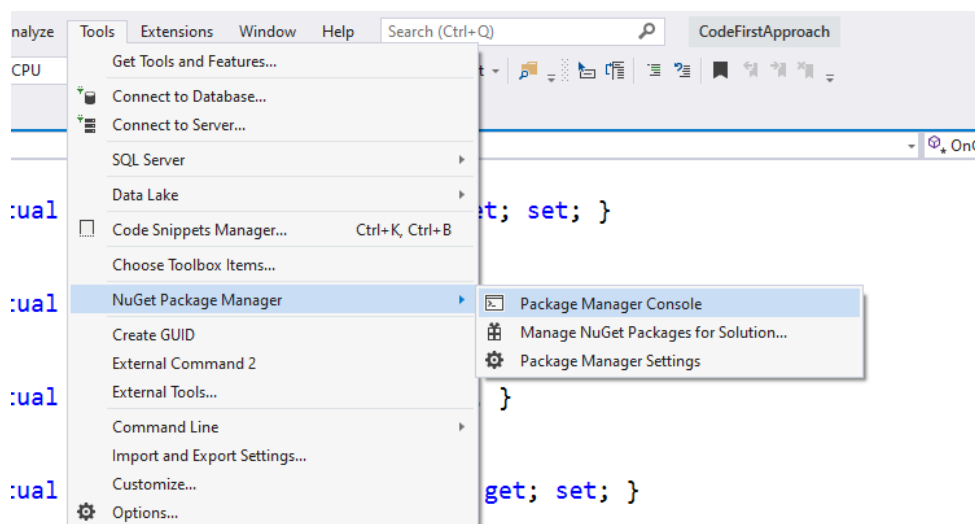 nalyze Tools Extensions Window Help Search (Ctrl+Q) CodeFirstApproach
CPU
Get Tools and Features...
Connect to Database...
Connect to Server...
OnC
SQL Server
Data Lake
tual et; set; }
Code Snippets Manager... Ctrl+K, Ctrl+B
Choose Toolbox Items...
tual NuGet Package Manager Package Manager Console
Create GUID Manage NuGet Packages for Solution...
External Command 2 Package Manager Settings
External Tools...
tual }
Command Line
Import and Export Settings...
Customize...
tual get; set; }
Options...